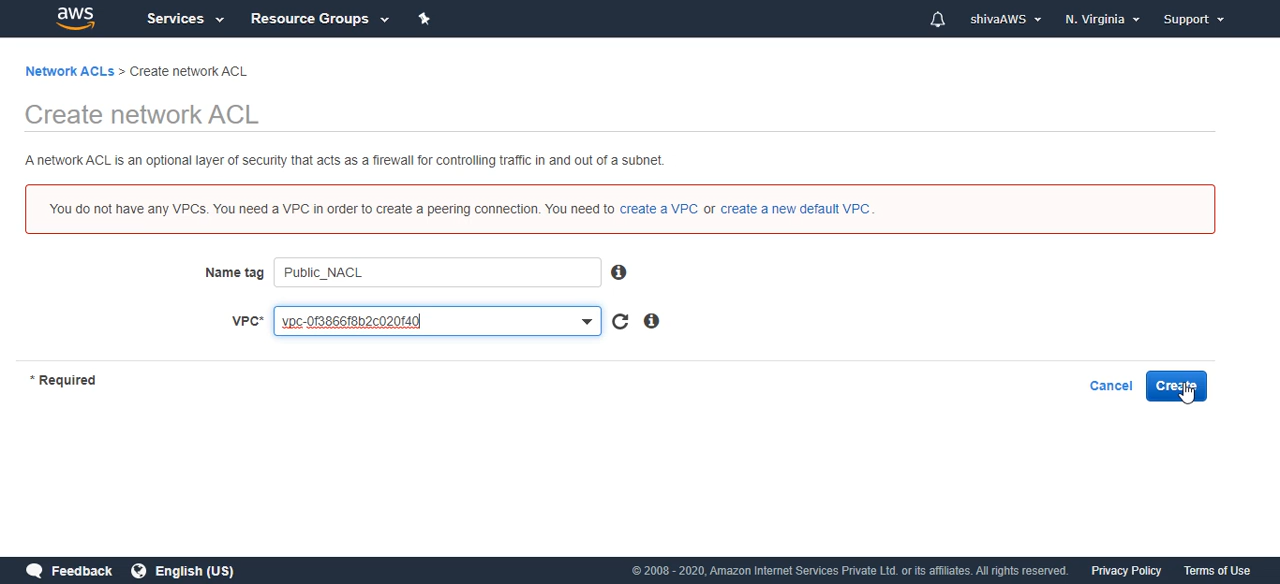 aws Services Resource Groups shivaAWS N. Virginia Support
Network ACLs > Create network ACL
Create network ACL
A network ACL is an optional layer of security that acts as a firewall for controlling traffic in and out of a subnet.
You do not have any VPCs. You need a VPC in order to create a peering connection. You need to create a VPC or create a new default VPC.
Name tag Public_NACL
VPC* vpc-0f3866f8b2c020f40
* Required
Cancel Create
Feedback English (US) © 2008 - 2020, Amazon Internet Services Private Ltd. or its affiliates. All rights reserved. Privacy Policy Terms of Use